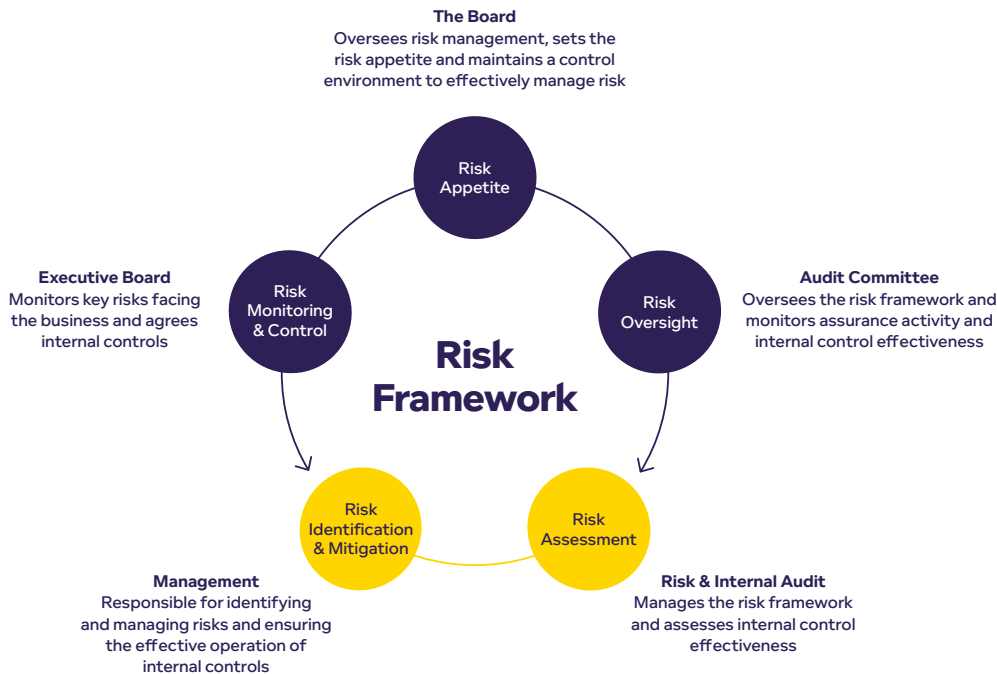 The Board
Oversees risk management, sets the
risk appetite and maintains a control
environment to effectively manage risk
Risk
Appetite
Executive Board
Monitors key risks facing
the business and agrees
internal controls
Risk
Monitoring
& Control
Risk
Oversight
Audit Committee
Oversees the risk framework and
monitors assurance activity and
internal control effectiveness
Risk
Framework
Risk
Identification
& Mitigation
Risk
Assessment
Management
Responsible for identifying
and managing risks and ensuring
the effective operation of
internal controls
Risk & Internal Audit
Manages the risk framework
and assesses internal control
effectiveness